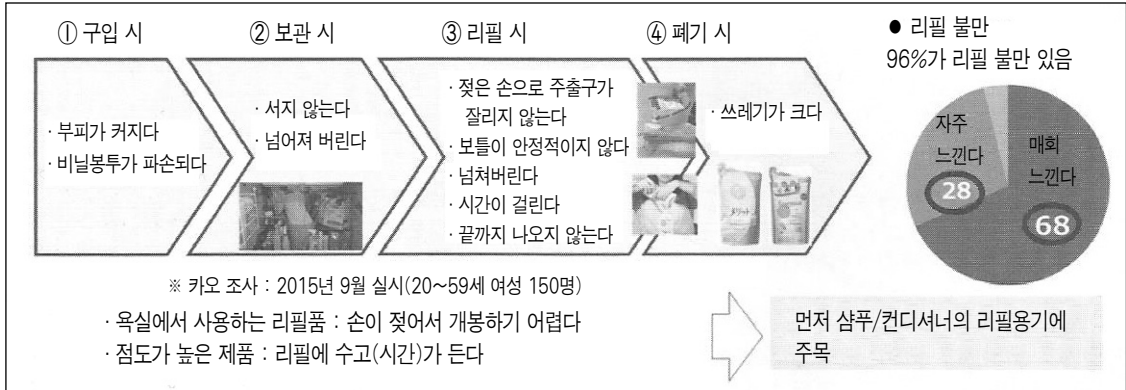 ① 구입 시
② 보관 시
③ 리필 시
④ 폐기 시
· 부피가 커지다
· 비닐봉투가 파손되다
· 서지 않는다
· 넘어져 버린다
· 젖은 손으로 주출구가
잘리지 않는다
· 보틀이 안정적이지 않다
· 넘쳐버린다
· 시간이 걸린다
· 끝까지 나오지 않는다
· 쓰레기가 크다
● 리필 불만
96%가 리필 불만 있음
자주
느낀다
28
매회
느낀다
68
※ 카오 조사 : 2015년 9월 실시(20~59세 여성 150명)
· 욕실에서 사용하는 리필품 : 손이 젖어서 개봉하기 어렵다
· 점도가 높은 제품 : 리필에 수고(시간)가 든다
먼저 샴푸/컨디셔너의 리필용기에
주목